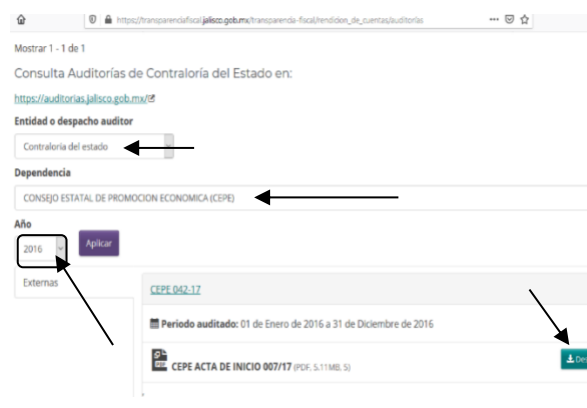 https://transparenciafiscal.jalisco.gob.mx/transparencia-fiscal/rendicion_de_cuentas/auditorias
Mostrar 1 - 1 de 1
Consulta Auditorías de Contraloría del Estado en:
https://auditorias.jalisco.gob.mx/
Entidad o despacho auditor
Contraloría del estado
Dependencia
CONSEJO ESTATAL DE PROMOCION ECONOMICA (CEPE)
Año
2016
Aplicar
Externas
CEPE 042-17
Periodo auditado: 01 de Enero de 2016 a 31 de Diciembre de 2016
CEPE ACTA DE INICIO 007/17 (PDF, 5.11MB, S)
Des